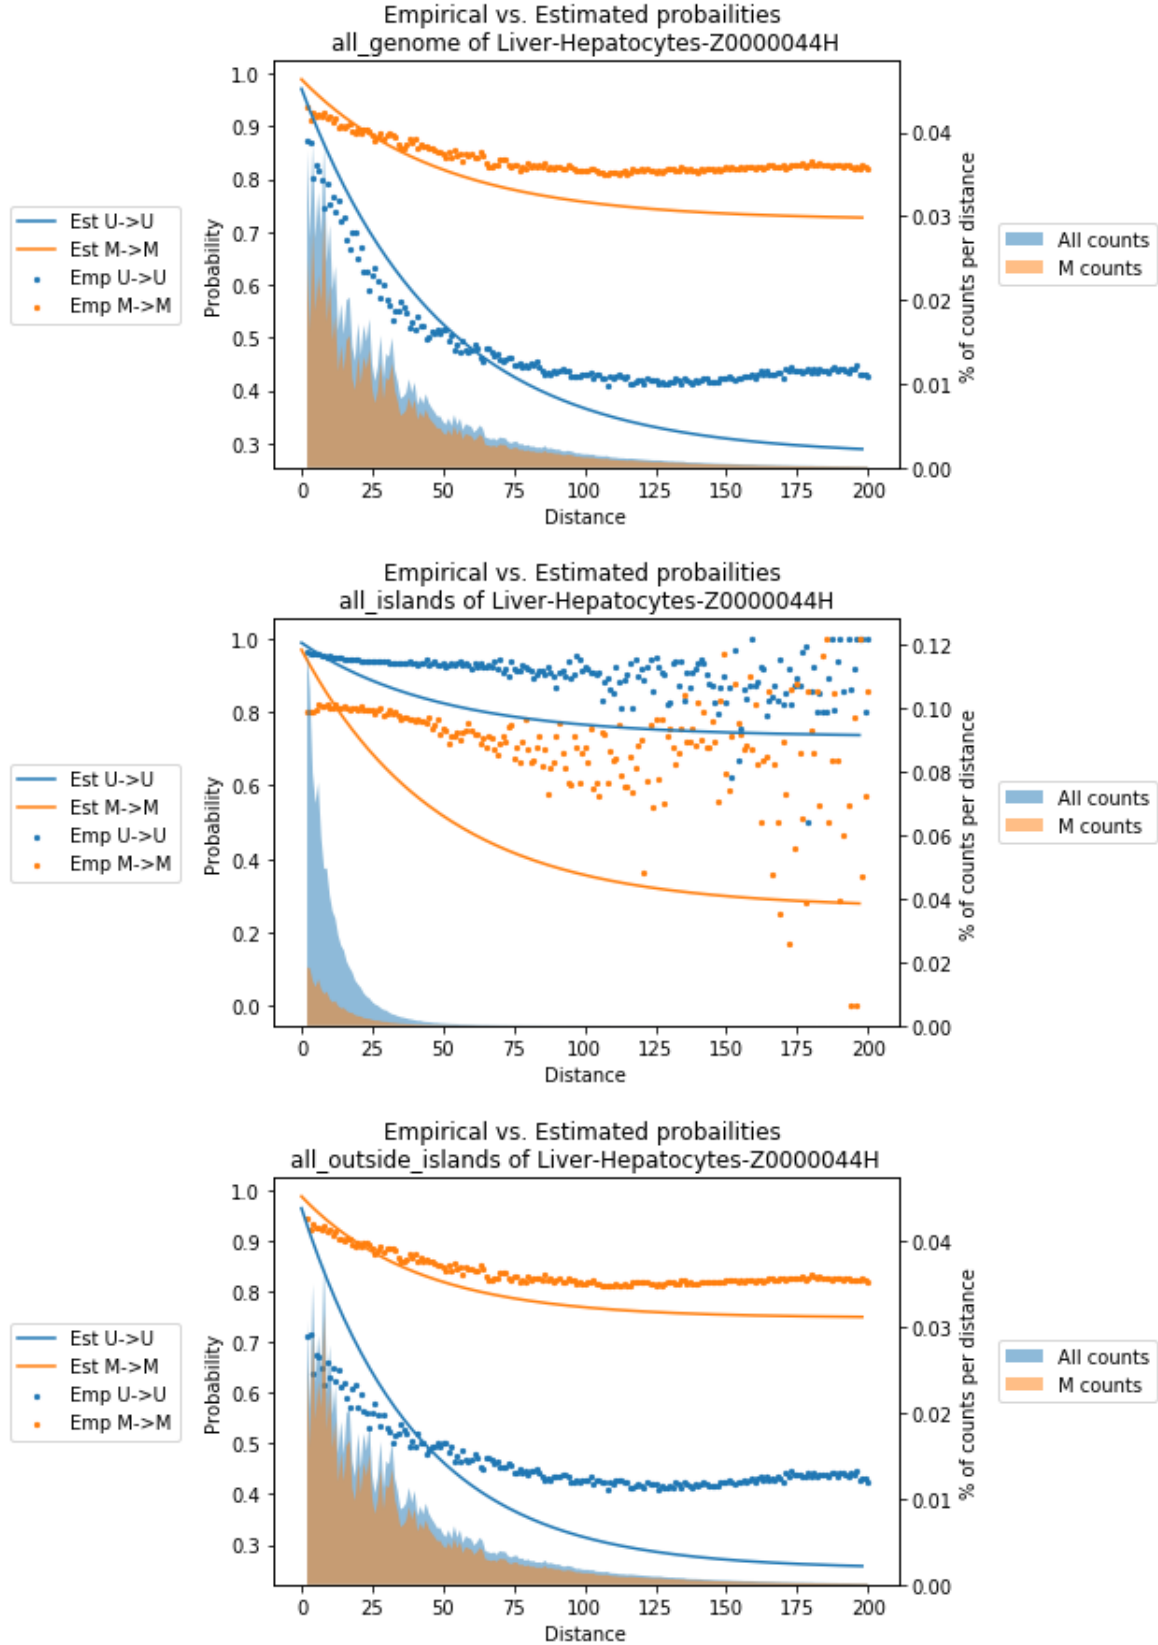 Empirical vs. Estimated probailities
all_genome of Liver-Hepatocytes-Z0000044H
Est U->U
Est M->M
Emp U->U
Emp M->M
Probability
1.0
0.9
0.8
0.7
0.6
0.5
0.4
0.3
0.04
0.03
0.02
0.01
0.00
% of counts per distance
All counts
M counts
0 25 50 75 100 125 150 175 200
Distance
Empirical vs. Estimated probailities
all_islands of Liver-Hepatocytes-Z0000044H
Est U->U
Est M->M
Emp U->U
Emp M->M
Probability
1.0
0.8
0.6
0.4
0.2
0.0
0.12
0.10
0.08
0.06
0.04
0.02
0.00
% of counts per distance
All counts
M counts
0 25 50 75 100 125 150 175 200
Distance
Empirical vs. Estimated probailities
all_outside_islands of Liver-Hepatocytes-Z0000044H
Est U->U
Est M->M
Emp U->U
Emp M->M
Probability
1.0
0.9
0.8
0.7
0.6
0.5
0.4
0.3
0.04
0.03
0.02
0.01
0.00
% of counts per distance
All counts
M counts
0 25 50 75 100 125 150 175 200
Distance